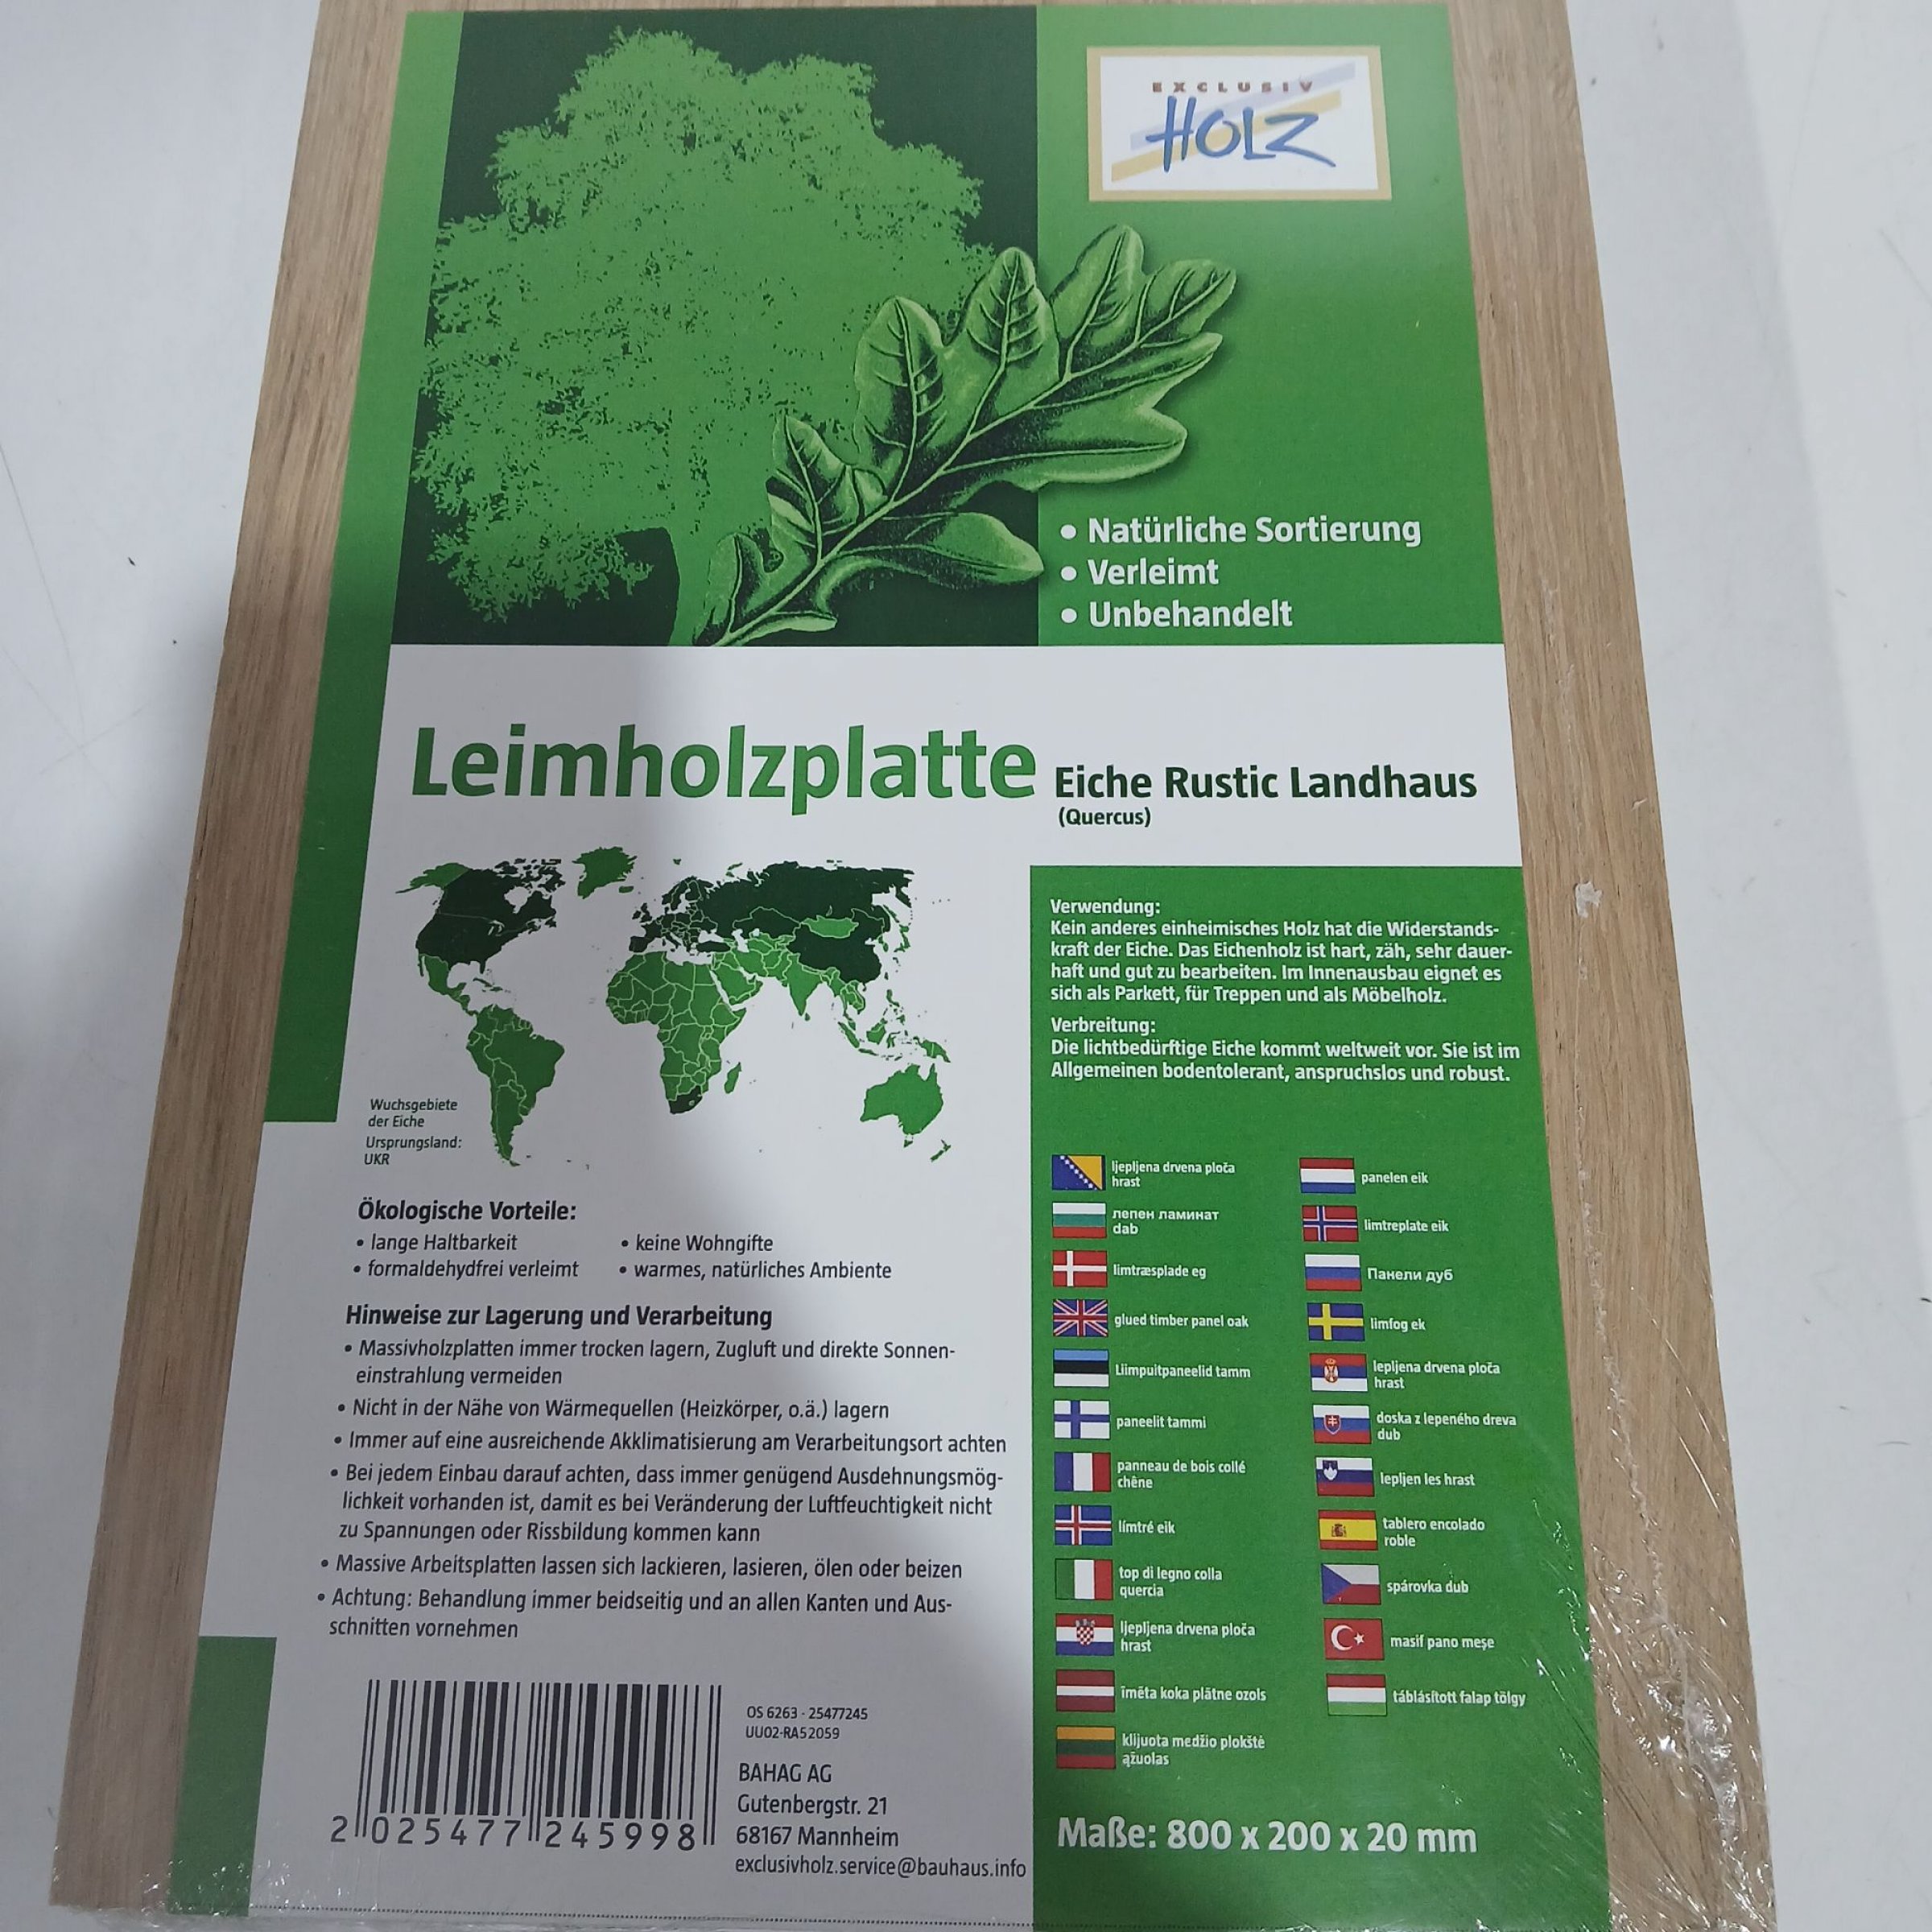 EXCLUSIV
HOLZ
• Natürliche Sortierung
• Verleimt
• Unbehandelt
Leimholzplatte Eiche Rustic Landhaus
(Quercus)
Wuchsgebiete
der Eiche
Ursprungsland:
UKR
Ökologische Vorteile:
• lange Haltbarkeit
• formaldehydfrei verleimt
• keine Wohngifte
• warmes, natürliches Ambiente
Hinweise zur Lagerung und Verarbeitung
• Massivholzplatten immer trocken lagern, Zugluft und direkte Sonnen-
einstrahlung vermeiden
• Nicht in der Nähe von Wärmequellen (Heizkörper, o.ä.) lagern
• Immer auf eine ausreichende Akklimatisierung am Verarbeitungsort achten
• Bei jedem Einbau darauf achten, dass immer genügend Ausdehnungsmög-
lichkeit vorhanden ist, damit es bei Veränderung der Luftfeuchtigkeit nicht
zu Spannungen oder Rissbildung kommen kann
• Massive Arbeitsplatten lassen sich lackieren, lasieren, ölen oder beizen
• Achtung: Behandlung immer beidseitig und an allen Kanten und Aus-
schnitten vornehmen
2 025477 245998
OS 6263 - 25477245
UU02-RA52059
BAHAG AG
Gutenbergstr. 21
68167 Mannheim
exclusivholz.service@bauhaus.info
Verwendung:
Kein anderes einheimisches Holz hat die Widerstands-
kraft der Eiche. Das Eichenholz ist hart, zäh, sehr dauer-
haft und gut zu bearbeiten. Im Innenausbau eignet es
sich als Parkett, für Treppen und als Möbelholz.
Verbreitung:
Die lichtbedürftige Eiche kommt weltweit vor. Sie ist im
Allgemeinen bodentolerant, anspruchslos und robust.
ljepljena drvena ploča
hrast
лепен ламинат
dab
limtræsplade eg
glued timber panel oak
Liimpuitpaneelid tamm
paneelit tammi
panneau de bois collé
chêne
límtré eik
top di legno colla
quercia
ljepljena drvena ploča
hrast
īmēta koka plātne ozols
klijuota medžio plokštė
ąžuolas
panelen eik
limtreplate eik
Панели дуб
limfog ek
lepljena drvena ploča
hrast
doska z lepeného dreva
dub
lepljen les hrast
tablero encolado
roble
spárovka dub
masif pano meşe
táblásított falap tölgy
Maße: 800 x 200 x 20 mm